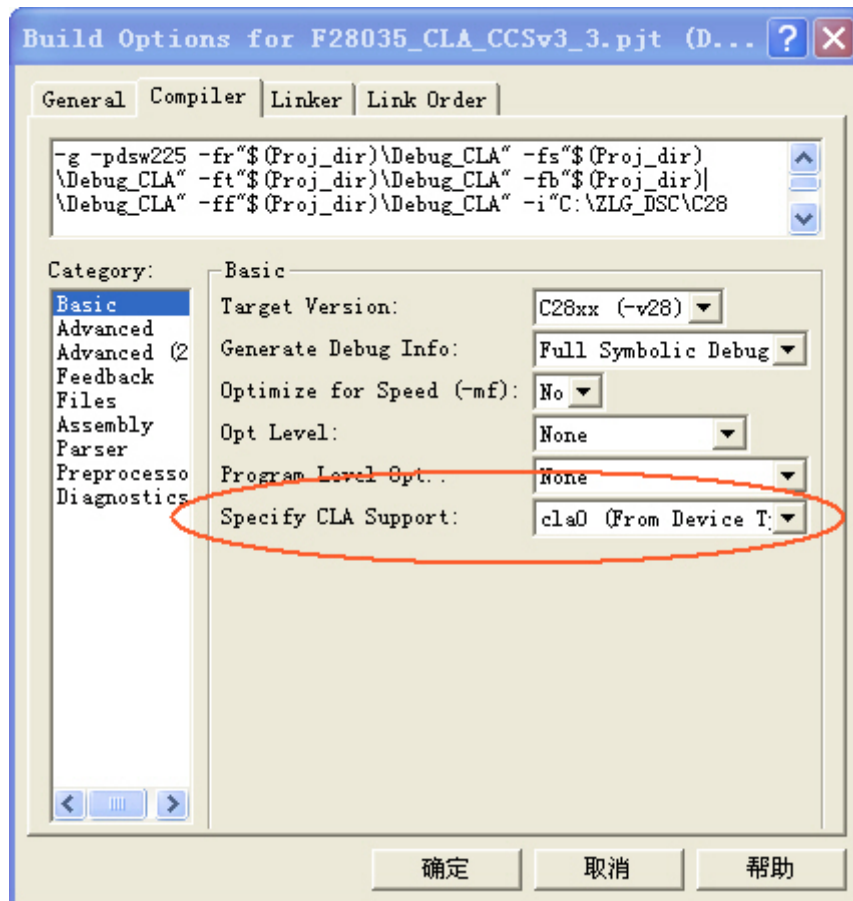 Build Options for F28035_CLA_CCSv3_3.pjt (D...
General Compiler Linker Link Order
-g -pdsw225 -fr"$(Proj_dir)\Debug_CLA" -fs"$(Proj_dir)
\Debug_CLA" -ft"$(Proj_dir)\Debug_CLA" -fb"$(Proj_dir)
\Debug_CLA" -ff"$(Proj_dir)\Debug_CLA" -i"C:\ZLG_DSC\C28
Category:
Basic
Advanced
Advanced (2
Feedback
Files
Assembly
Parser
Preprocesso
Diagnostics
Basic
Target Version: C28xx (-v28)
Generate Debug Info: Full Symbolic Debug
Optimize for Speed (-mf): No
Opt Level: None
Program Level Opt.: None
Specify CLA Support: cla0 (From Device T
确定 取消 帮助